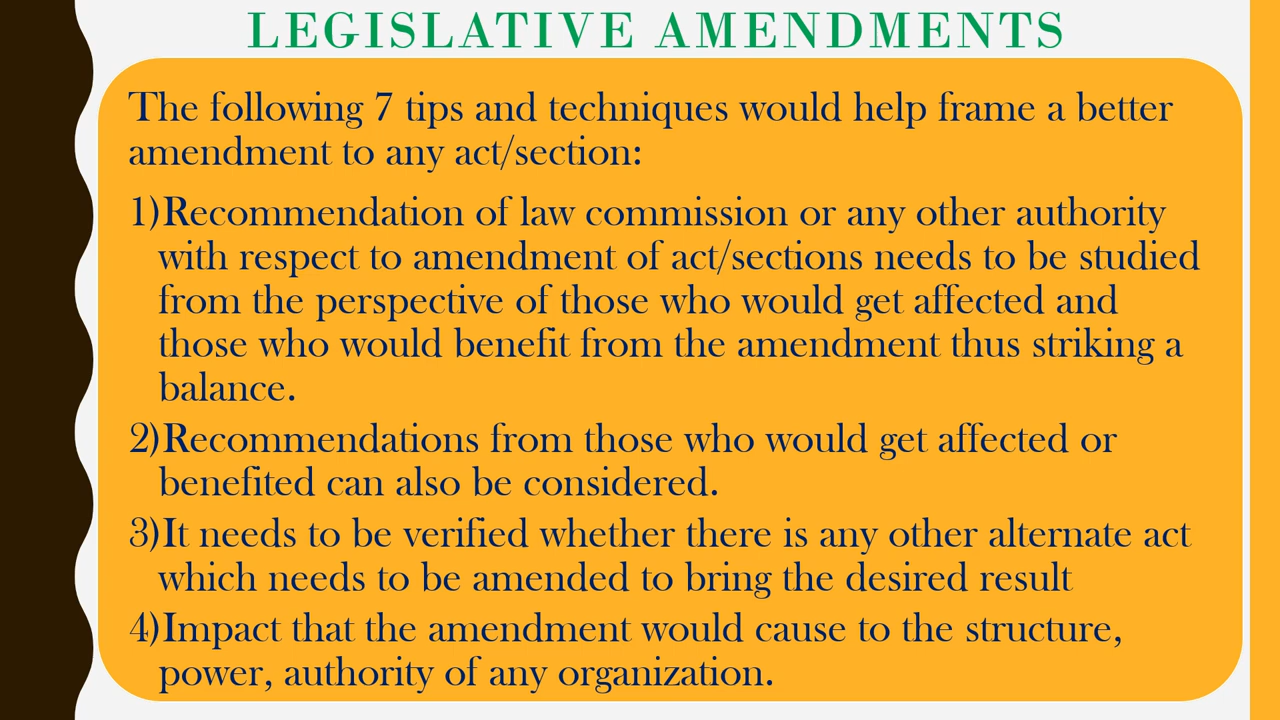 LEGISLATIVE AMENDMENTS
The following 7 tips and techniques would help frame a better
amendment to any act/section:
1)Recommendation of law commission or any other authority
with respect to amendment of act/sections needs to be studied
from the perspective of those who would get affected and
those who would benefit from the amendment thus striking a
balance.
2)Recommendations from those who would get affected or
benefited can also be considered.
3)It needs to be verified whether there is any other alternate act
which needs to be amended to bring the desired result
4)Impact that the amendment would cause to the structure,
power, authority of any organization.